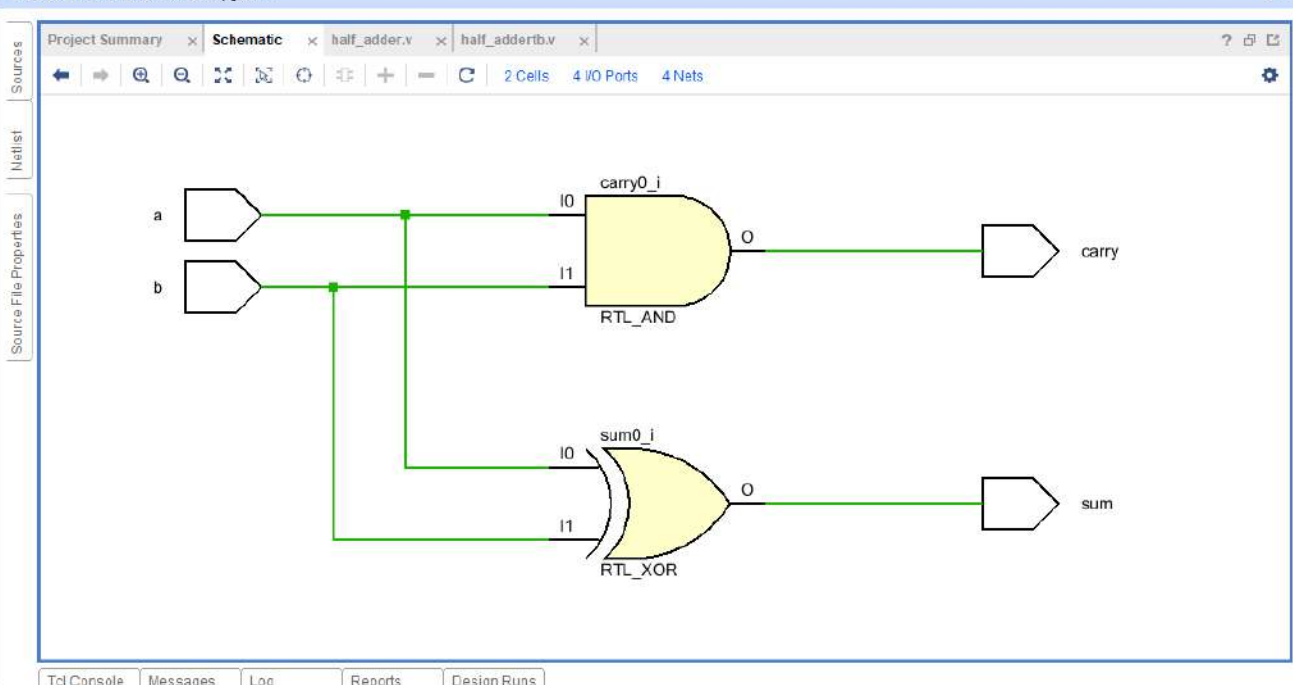 Project Summary
Schematic
half_adder.v
half_addertb.v
Sources
Netlist
Source File Properties
2 Cells
4 I/O Ports
4 Nets
carry0_i
a
I0
O
carry
b
I1
RTL_AND
sum0_i
I0
O
sum
I1
RTL_XOR
Tcl Console
Messages
Log
Reports
Design Runs